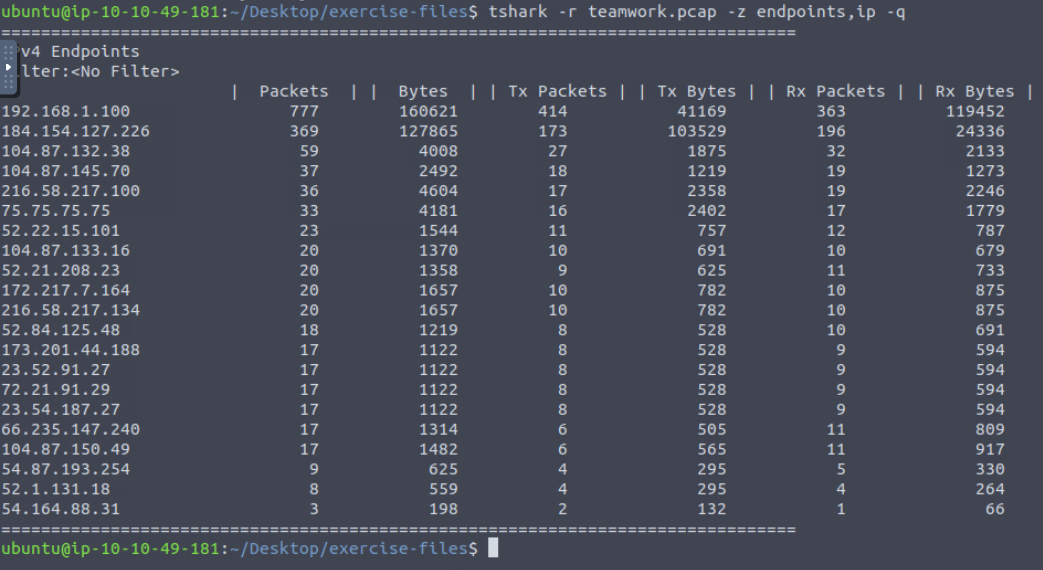 ubuntu@ip-10-10-49-181:~/Desktop/exercise-files$ tshark -r teamwork.pcap -z endpoints,ip -q
================================================================================
Pv4 Endpoints
ilter:<No Filter>
| Packets | | Bytes | | Tx Packets | | Tx Bytes | | Rx Packets | | Rx Bytes |
192.168.1.100 777 160621 414 41169 363 119452
184.154.127.226 369 127865 173 103529 196 24336
104.87.132.38 59 4008 27 1875 32 2133
104.87.145.70 37 2492 18 1219 19 1273
216.58.217.100 36 4604 17 2358 19 2246
75.75.75.75 33 4181 16 2402 17 1779
52.22.15.101 23 1544 11 757 12 787
104.87.133.16 20 1370 10 691 10 679
52.21.208.23 20 1358 9 625 11 733
172.217.7.164 20 1657 10 782 10 875
216.58.217.134 20 1657 10 782 10 875
52.84.125.48 18 1219 8 528 10 691
173.201.44.188 17 1122 8 528 9 594
23.52.91.27 17 1122 8 528 9 594
72.21.91.29 17 1122 8 528 9 594
23.54.187.27 17 1122 8 528 9 594
66.235.147.240 17 1314 6 505 11 809
104.87.150.49 17 1482 6 565 11 917
54.87.193.254 9 625 4 295 5 330
52.1.131.18 8 559 4 295 4 264
54.164.88.31 3 198 2 132 1 66
================================================================================
ubuntu@ip-10-10-49-181:~/Desktop/exercise-files$